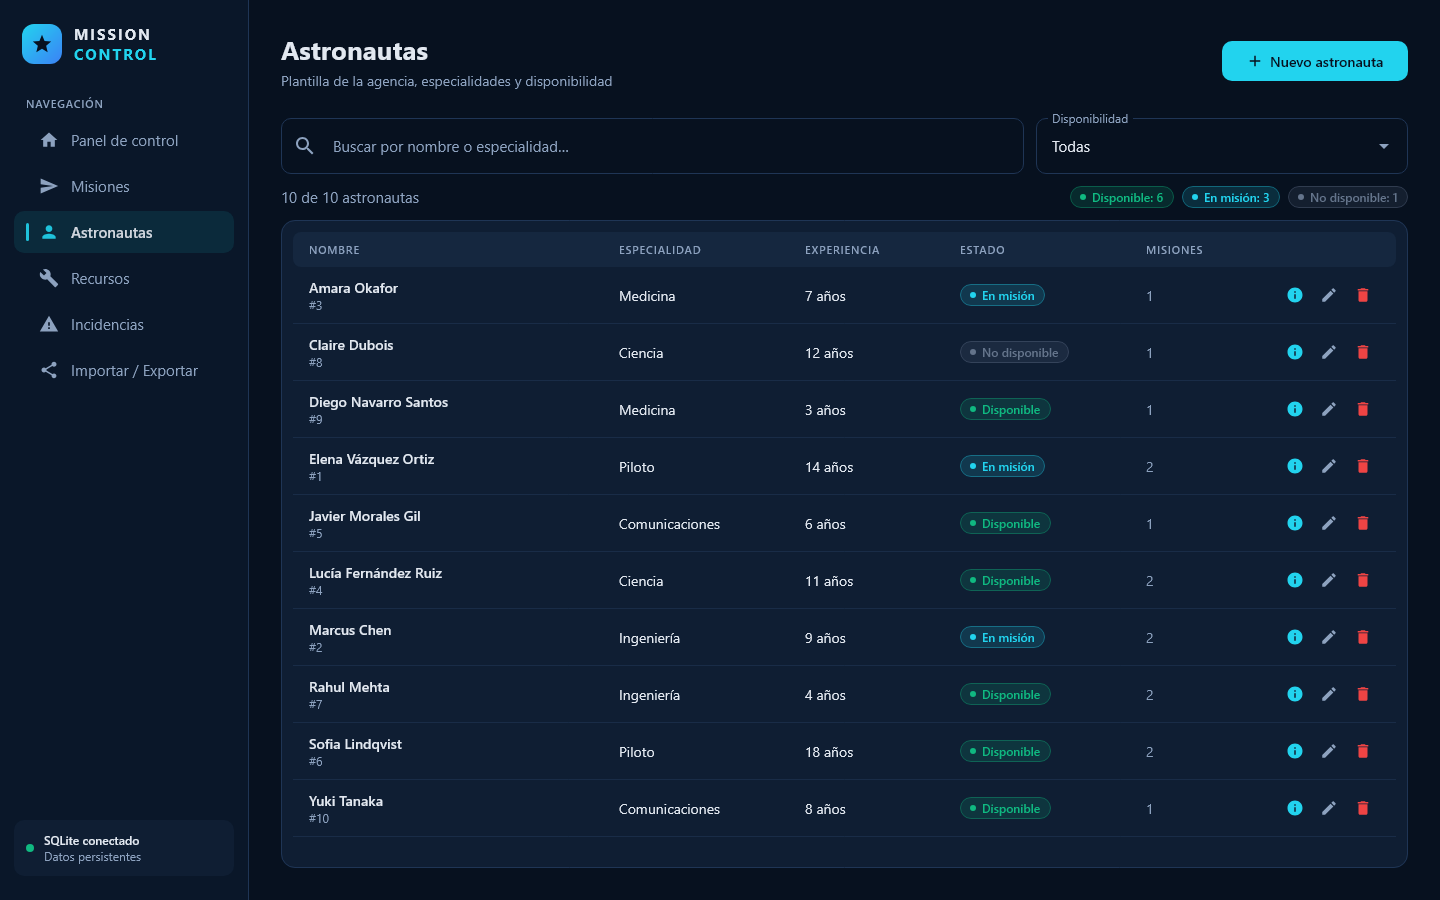 MISSION
CONTROL
NAVEGACIÓN
Panel de control
Misiones
Astronautas
Recursos
Incidencias
Importar / Exportar
SQLite conectado
Datos persistentes
Astronautas
Plantilla de la agencia, especialidades y disponibilidad
Nuevo astronauta
Buscar por nombre o especialidad...
Disponibilidad
Todas
10 de 10 astronautas
Disponible: 6
En misión: 3
No disponible: 1
NOMBRE ESPECIALIDAD EXPERIENCIA ESTADO MISIONES
Amara Okafor
#3
Medicina 7 años En misión 1
Claire Dubois
#8
Ciencia 12 años No disponible 1
Diego Navarro Santos
#9
Medicina 3 años Disponible 1
Elena Vázquez Ortiz
#1
Piloto 14 años En misión 2
Javier Morales Gil
#5
Comunicaciones 6 años Disponible 1
Lucía Fernández Ruiz
#4
Ciencia 11 años Disponible 2
Marcus Chen
#2
Ingeniería 9 años En misión 2
Rahul Mehta
#7
Ingeniería 4 años Disponible 2
Sofia Lindqvist
#6
Piloto 18 años Disponible 2
Yuki Tanaka
#10
Comunicaciones 8 años Disponible 1